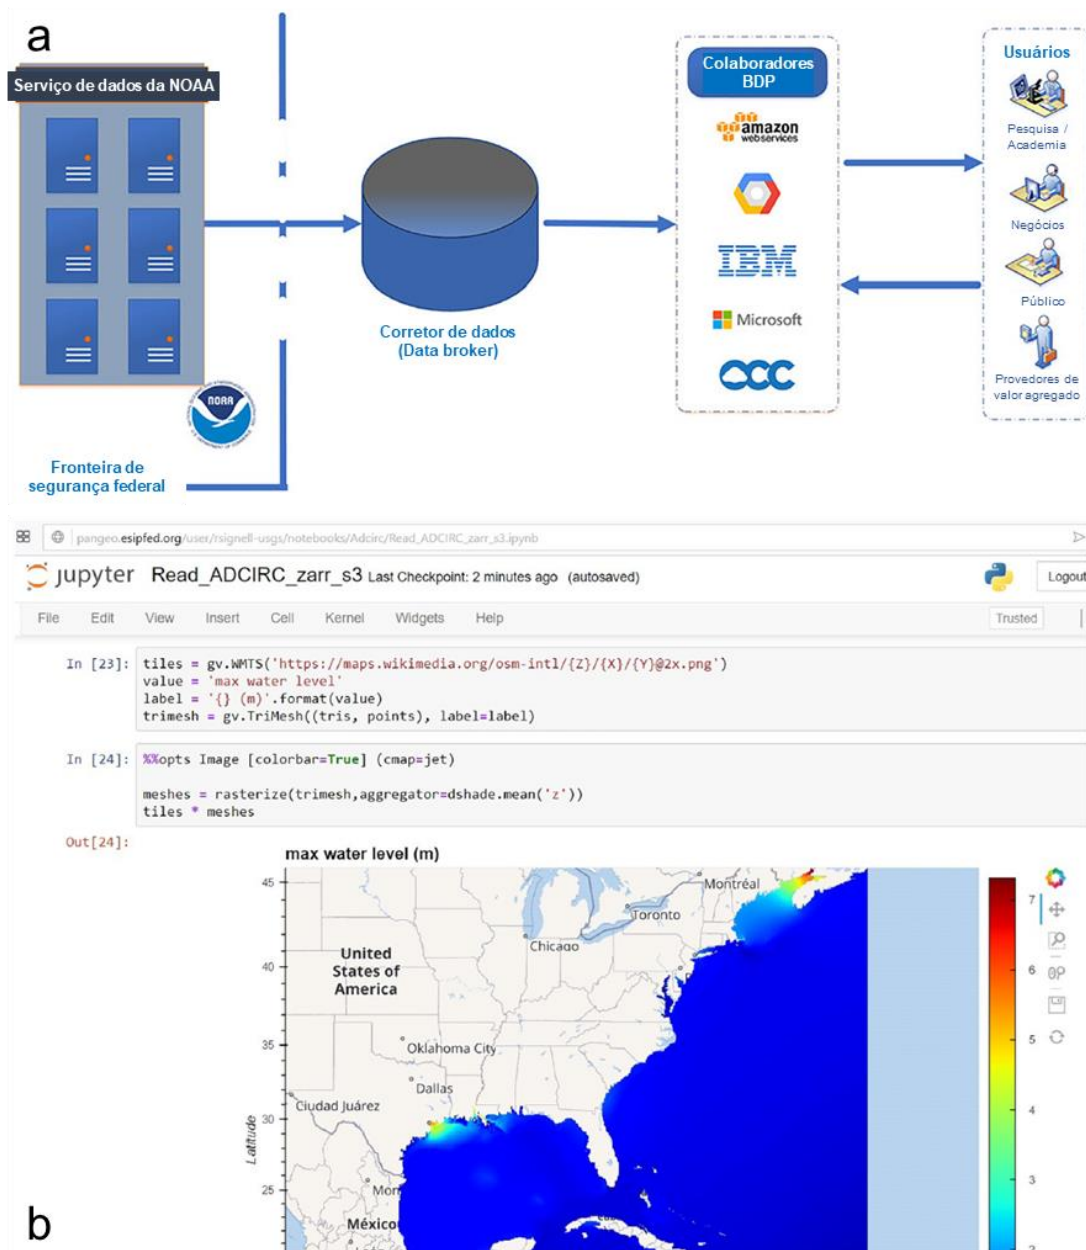 a
Serviço de dados da NOAA
NOAA
Fronteira de
segurança federal
Corretor de dados
(Data broker)
Colaboradores
BDP
amazon
webservices
IBM
Microsoft
OCC
Usuários
Pesquisa /
Academia
Negócios
Público
Provedores de
valor agregado
pangeo.esipfed.org/user/rsignell-usgs/notebooks/Adcirc/Read_ADCIRC_zarr_s3.ipynb
jupyter Read_ADCIRC_zarr_s3 Last Checkpoint: 2 minutes ago (autosaved)
Logout
File Edit View Insert Cell Kernel Widgets Help
Trusted
In [23]: tiles = gv.WMTS('https://maps.wikimedia.org/osm-intl/{Z}/{X}/{Y}@2x.png')
value = 'max water level'
label = '{} (m)'.format(value)
trimesh = gv.TriMesh((tris, points), label=label)
In [24]: %%opts Image [colorbar=True] (cmap=jet)
meshes = rasterize(trimesh,aggregator=dshade.mean('z'))
tiles * meshes
Out[24]:
max water level (m)
45
Montréal
7
Toronto
Chicago
United
States of
America
40
6
35
Oklahoma City
5
Dallas
Ciudad Juárez
30
4
Latitude
25
Mon
3
México
b
2